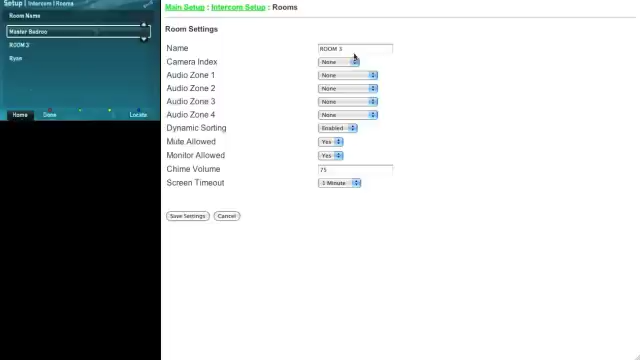 Setup | Intercom | Rooms
Room Name
Master Bedroo
ROOM 3
Ryan
Home Done Locate
Main Setup : Intercom Setup : Rooms
Room Settings
Name ROOM 3
Camera Index None
Audio Zone 1 None
Audio Zone 2 None
Audio Zone 3 None
Audio Zone 4 None
Dynamic Sorting Enabled
Mute Allowed Yes
Monitor Allowed Yes
Chime Volume 75
Screen Timeout Minute
Save Settings Cancel